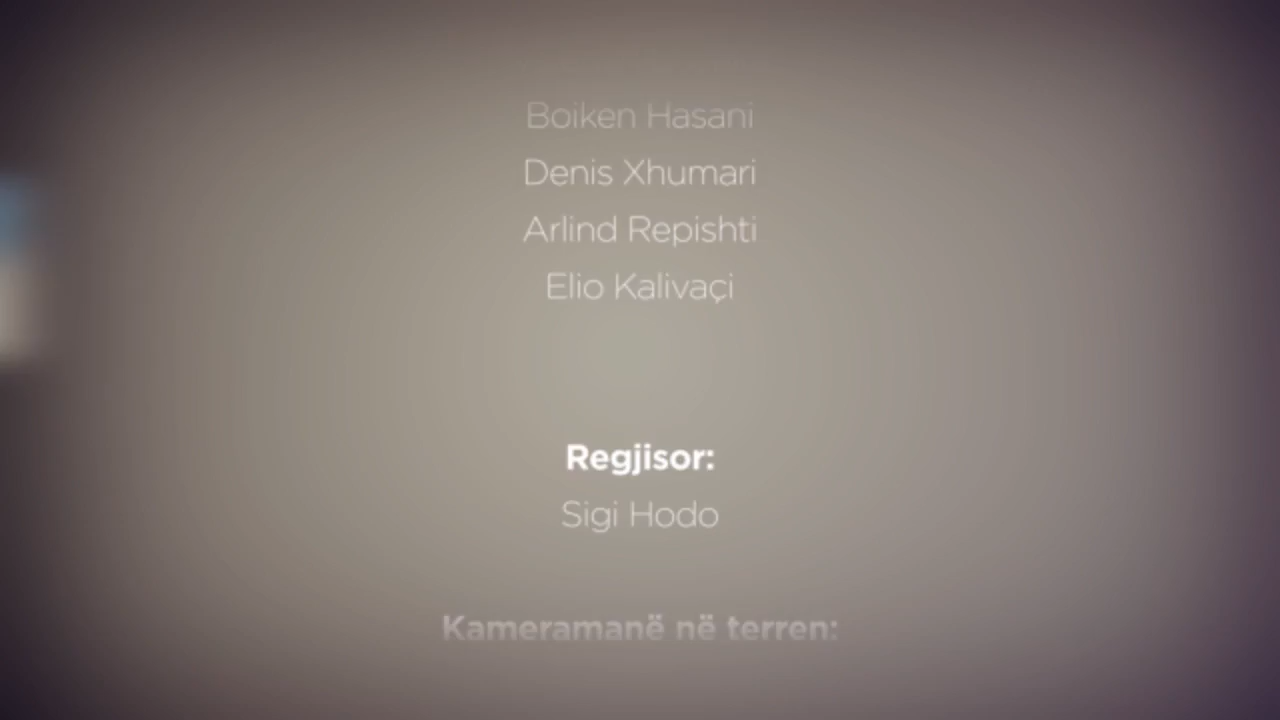 Boiken Hasani
Denis Xhumari
Arlind Repishti
Elio Kalivaçi
Regjisor:
Sigi Hodo
Kameramanë në terren: